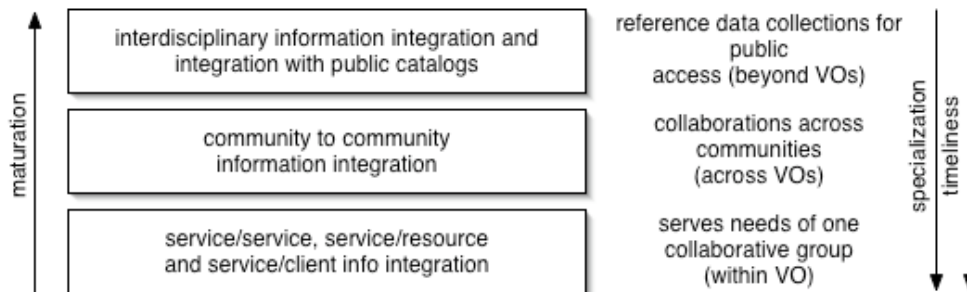 maturation
interdisciplinary information integration and
integration with public catalogs
reference data collections for
public
access (beyond VOs)
community to community
information integration
collaborations across
communities
(across VOs)
service/service, service/resource
and service/client info integration
serves needs of one
collaborative group
(within VO)
specialization
timeliness